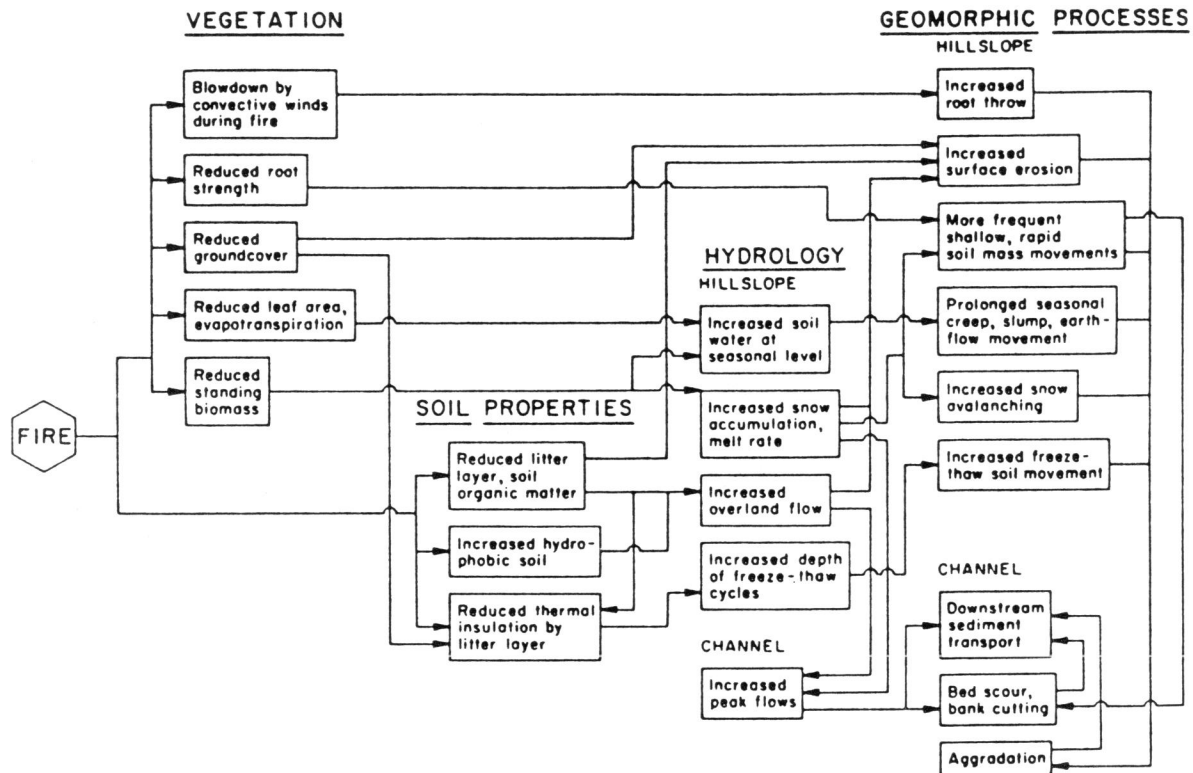 VEGETATION
GEOMORPHIC PROCESSES
HILLSLOPE
Blowdown by
convective winds
during fire
Increased
root throw
Reduced root
strength
Increased
surface erosion
Reduced
groundcover
More frequent
shallow, rapid
soil mass movements
HYDROLOGY
HILLSLOPE
Reduced leaf area,
evapotranspiration
Increased soil
water at
seasonal level
Prolonged seasonal
creep, slump, earth-
flow movement
Reduced
standing
biomass
Increased snow
accumulation,
melt rate
Increased snow
avalanching
FIRE
SOIL PROPERTIES
Reduced litter
layer, soil
organic matter
Increased
overland flow
Increased freeze-
thaw soil movement
Increased hydro-
phobic soil
Increased depth
of freeze-thaw
cycles
Reduced thermal
insulation by
litter layer
CHANNEL
Increased
peak flows
CHANNEL
Downstream
sediment
transport
Bed scour,
bank cutting
Aggradation